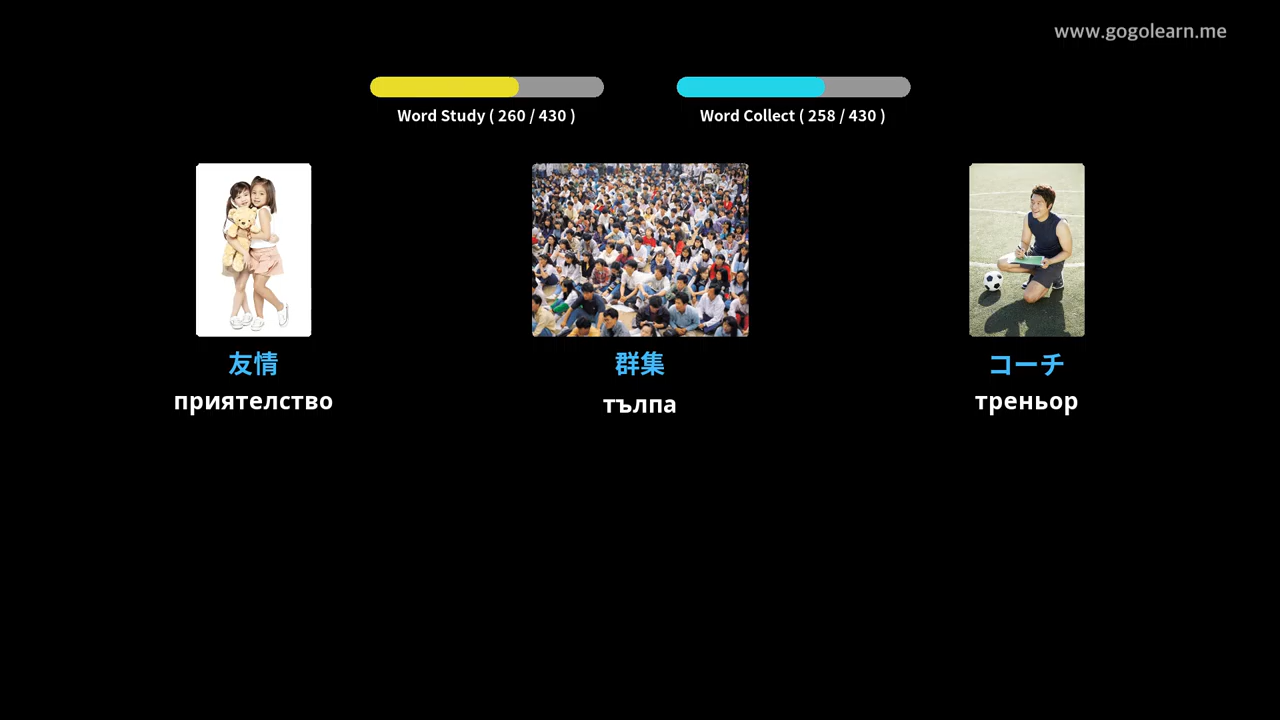 www.gogolearn.me
Word Study ( 260 / 430 )
Word Collect ( 258 / 430 )
友情
群集
コーチ
приятелство
тълпа
треньор